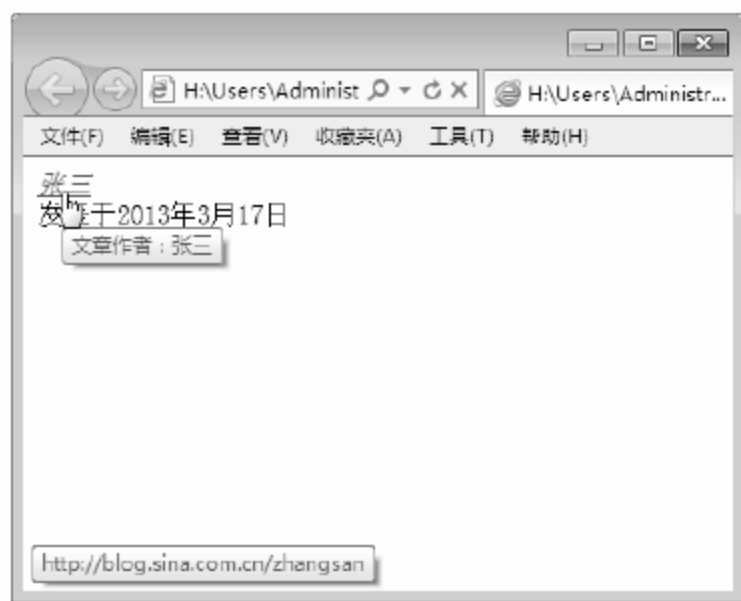 H:\Users\Administ
H:\Users\Administr...
文件(F) 编辑(E) 查看(V) 收藏夹(A) 工具(T) 帮助(H)
张三
于2013年3月17日
文章作者：张三
http://blog.sina.com.cn/zhangsan